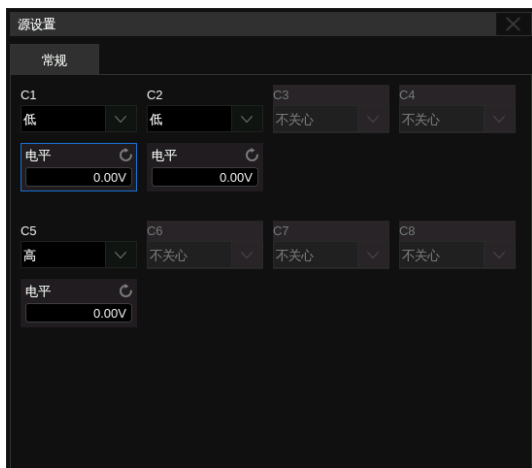 源设置
常规
C1 C2 C3 C4
低 低 不关心 不关心
电平 电平
0.00V 0.00V
C5 C6 C7 C8
高 不关心 不关心 不关心
电平
0.00V